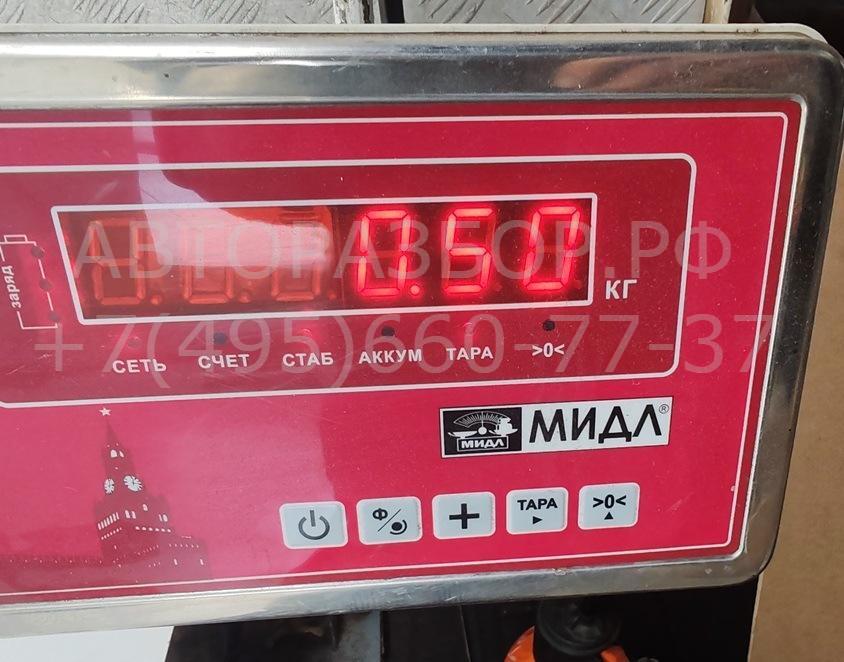 0.50
КГ
заряд
АВТОРАЗБОР.РФ
+7(495)660-77-37
СЕТЬ СЧЕТ СТАБ АККУМ ТАРА >0<
МИДЛ МИДЛ®
Ф ТАРА >0<